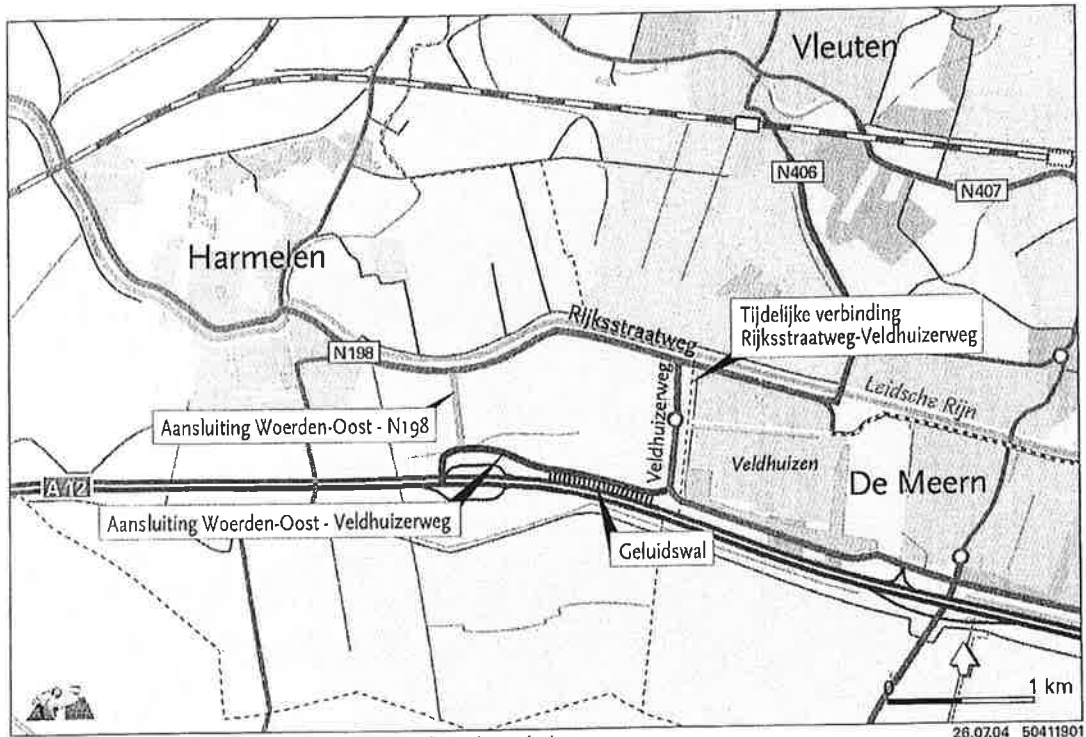 Vleuten
N406
N407
Harmelen
Tijdelijke verbinding
Rijksstraatweg-Veldhuizerweg
Rijksstraatweg
N198
Leidsche Rijn
Aansluiting Woerden-Oost - N198
Veldhuizerweg
Veldhuizen
De Meern
A12
Aansluiting Woerden-Oost - Veldhuizerweg
Geluidswal
0 1 km
26.07.04 50411901